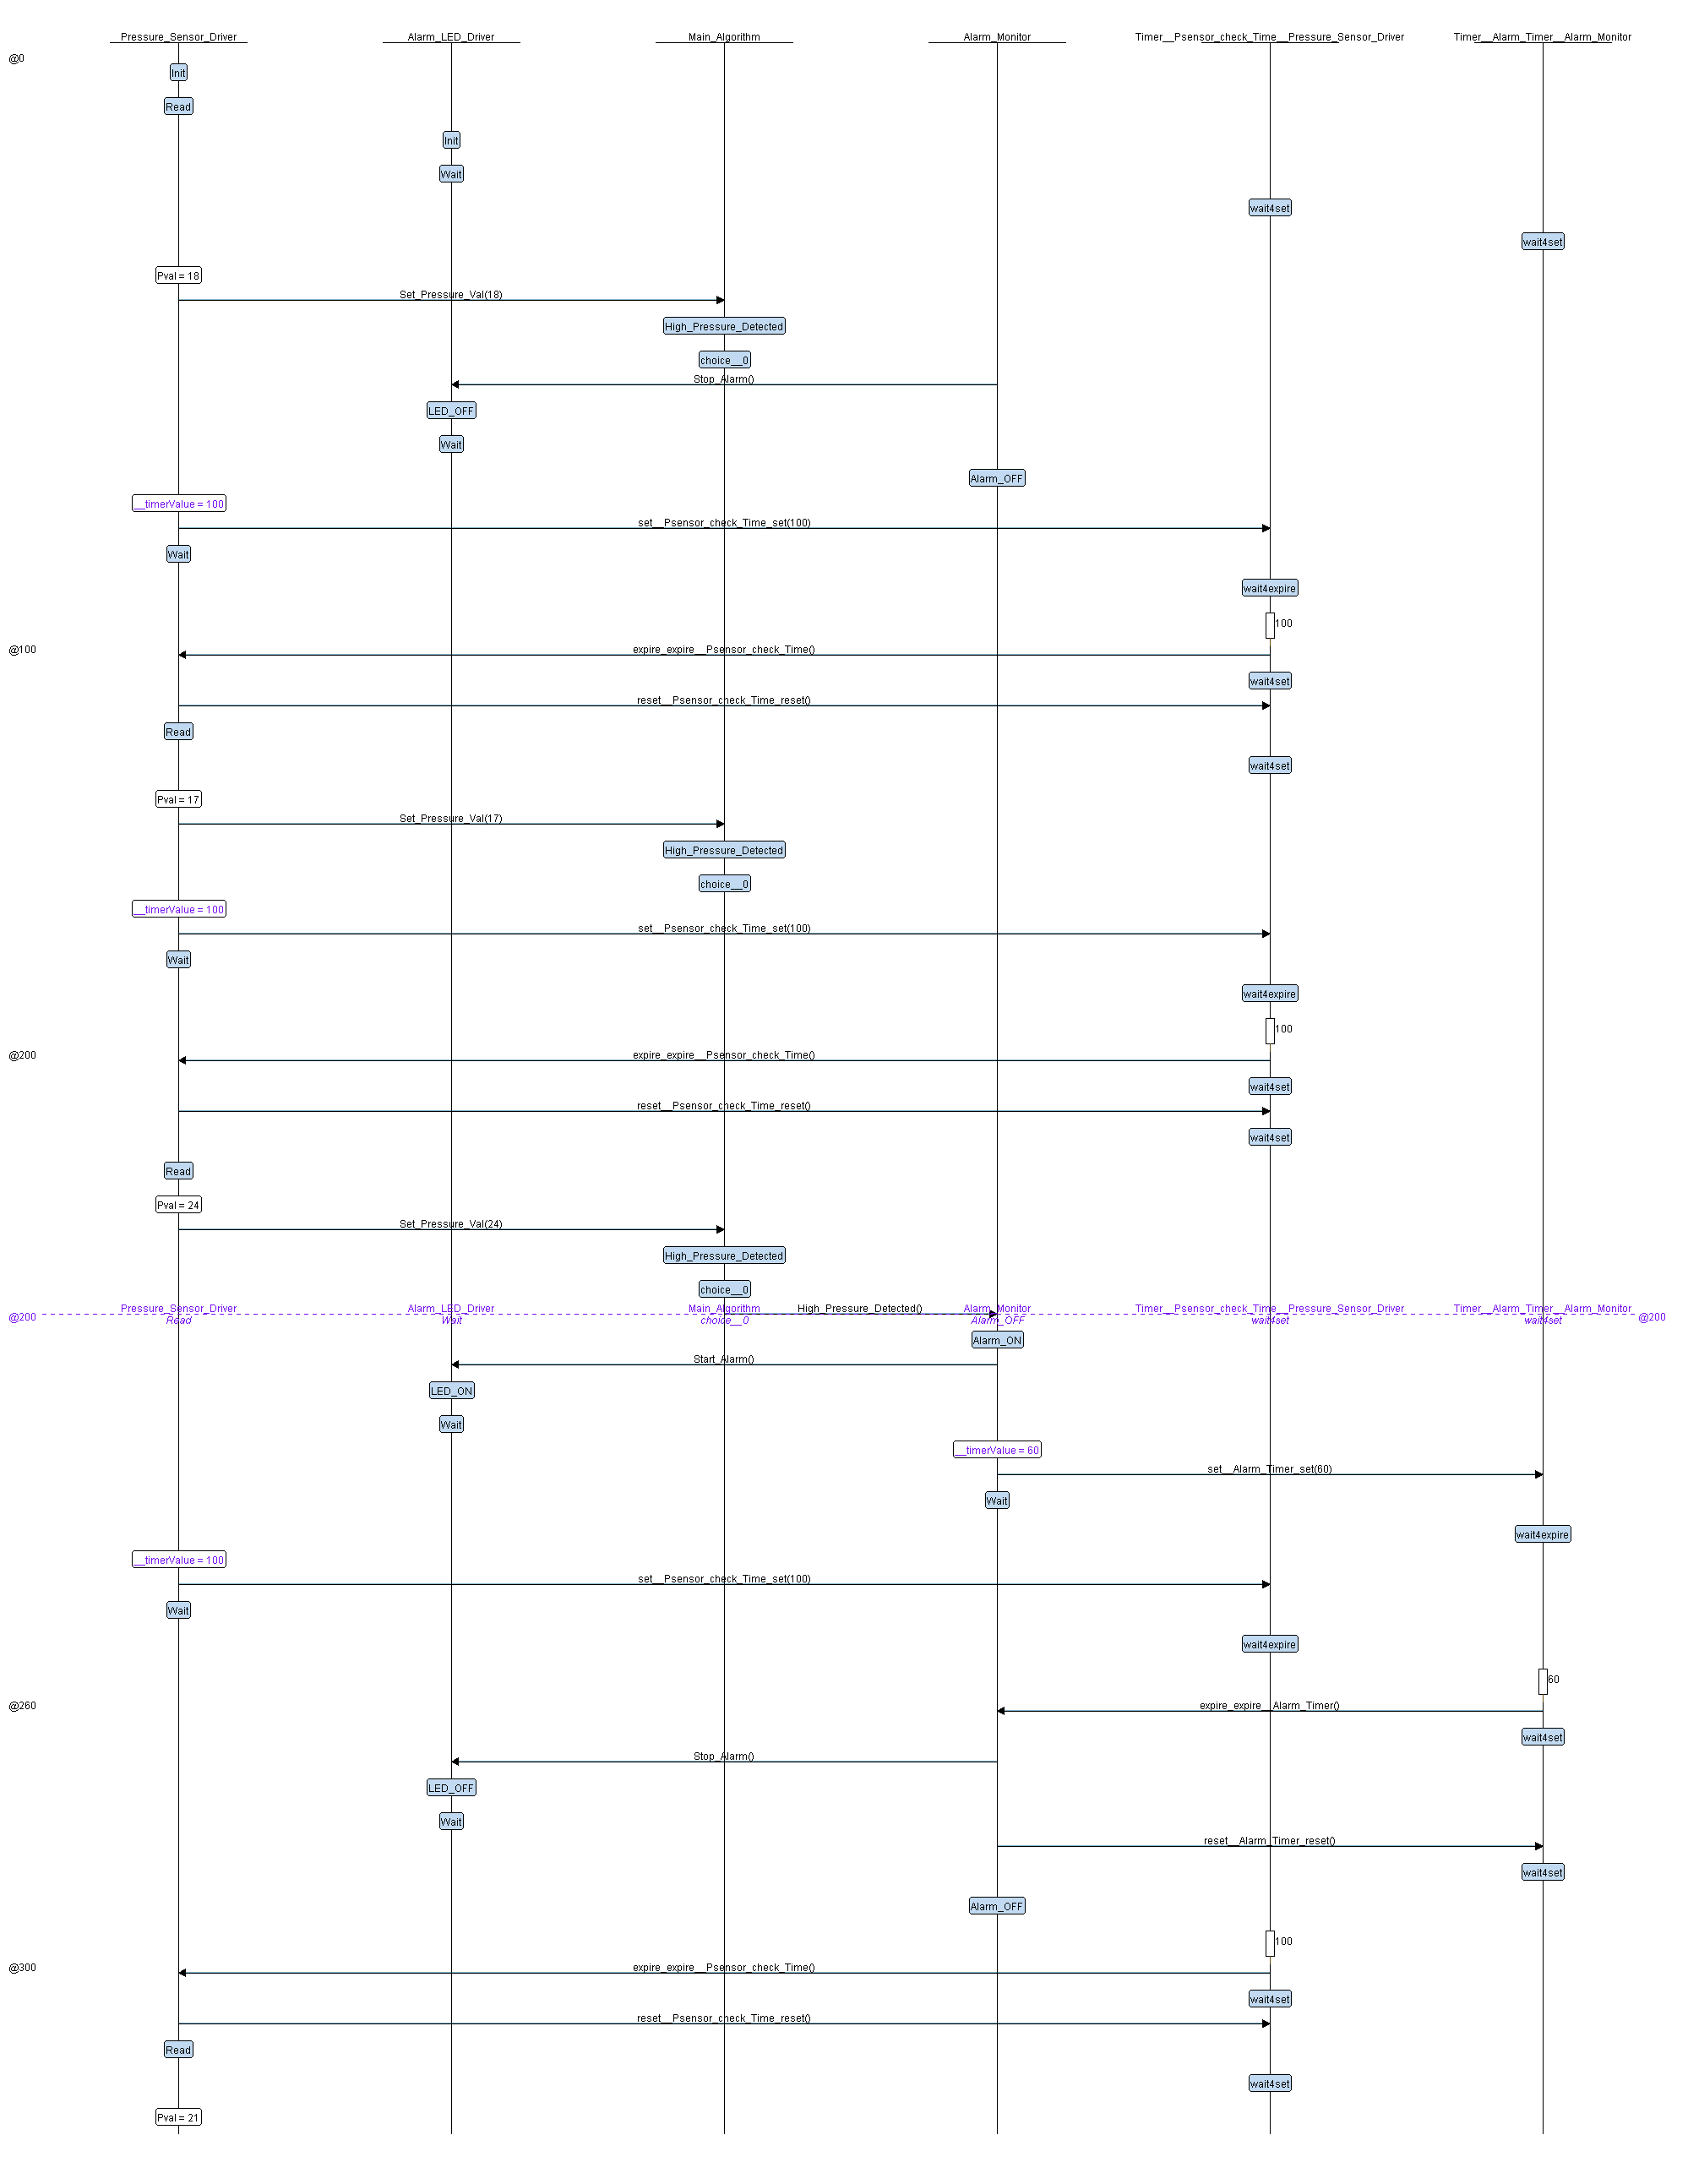 Pressure_Sensor_Driver
Alarm_LED_Driver
Main_Algorithm
Alarm_Monitor
Timer__Psensor_check_Time__Pressure_Sensor_Driver
Timer__Alarm_Timer__Alarm_Monitor
@0
Init
Read
Init
Wait
wait4set
wait4set
Pval = 18
Set_Pressure_Val(18)
High_Pressure_Detected
choice__0
Stop_Alarm()
LED_OFF
Wait
Alarm_OFF
__timerValue = 100
set__Psensor_check_Time_set(100)
Wait
wait4expire
100
@100
expire_expire__Psensor_check_Time()
wait4set
reset__Psensor_check_Time_reset()
Read
wait4set
Pval = 17
Set_Pressure_Val(17)
High_Pressure_Detected
choice__0
__timerValue = 100
set__Psensor_check_Time_set(100)
Wait
wait4expire
100
@200
expire_expire__Psensor_check_Time()
wait4set
reset__Psensor_check_Time_reset()
wait4set
Read
Pval = 24
Set_Pressure_Val(24)
High_Pressure_Detected
choice__0
Pressure_Sensor_Driver
Alarm_LED_Driver
Main_Algorithm
High_Pressure_Detected()
Alarm_Monitor
Timer__Psensor_check_Time__Pressure_Sensor_Driver
Timer__Alarm_Timer__Alarm_Monitor
@200
Read
Wait
choice__0
Alarm_OFF
wait4set
wait4set
@200
Alarm_ON
Start_Alarm()
LED_ON
Wait
__timerValue = 60
set__Alarm_Timer_set(60)
Wait
wait4expire
__timerValue = 100
set__Psensor_check_Time_set(100)
Wait
wait4expire
60
@260
expire_expire__Alarm_Timer()
wait4set
Stop_Alarm()
LED_OFF
Wait
reset__Alarm_Timer_reset()
wait4set
Alarm_OFF
100
@300
expire_expire__Psensor_check_Time()
wait4set
reset__Psensor_check_Time_reset()
Read
wait4set
Pval = 21